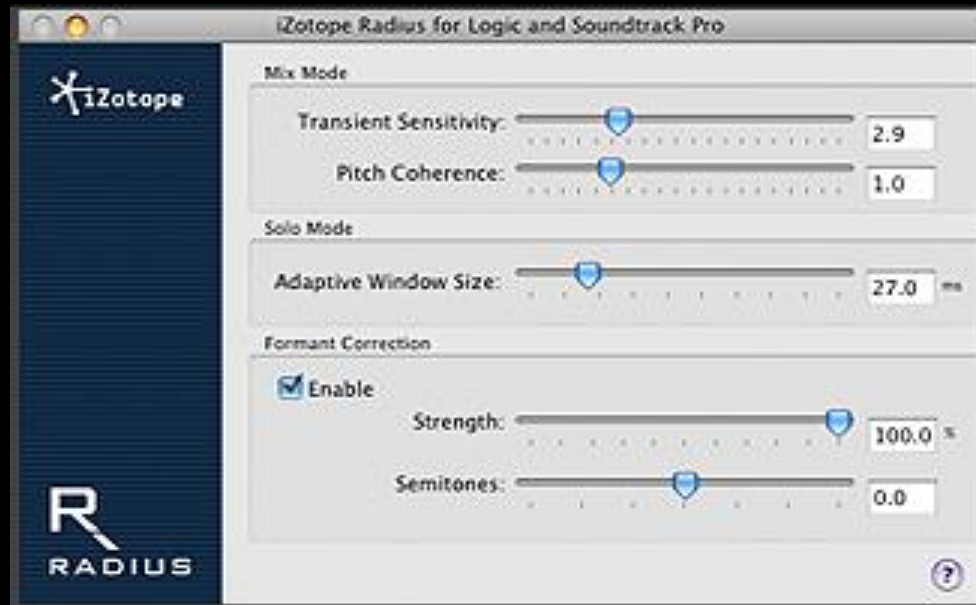 iZotope Radius for Logic and Soundtrack Pro
iZotope
Mix Mode
Transient Sensitivity: 2.9
Pitch Coherence: 1.0
Solo Mode
Adaptive Window Size: 27.0 ms
Formant Correction
Enable
Strength: 100.0 %
Semitones: 0.0
R
RADIUS
?